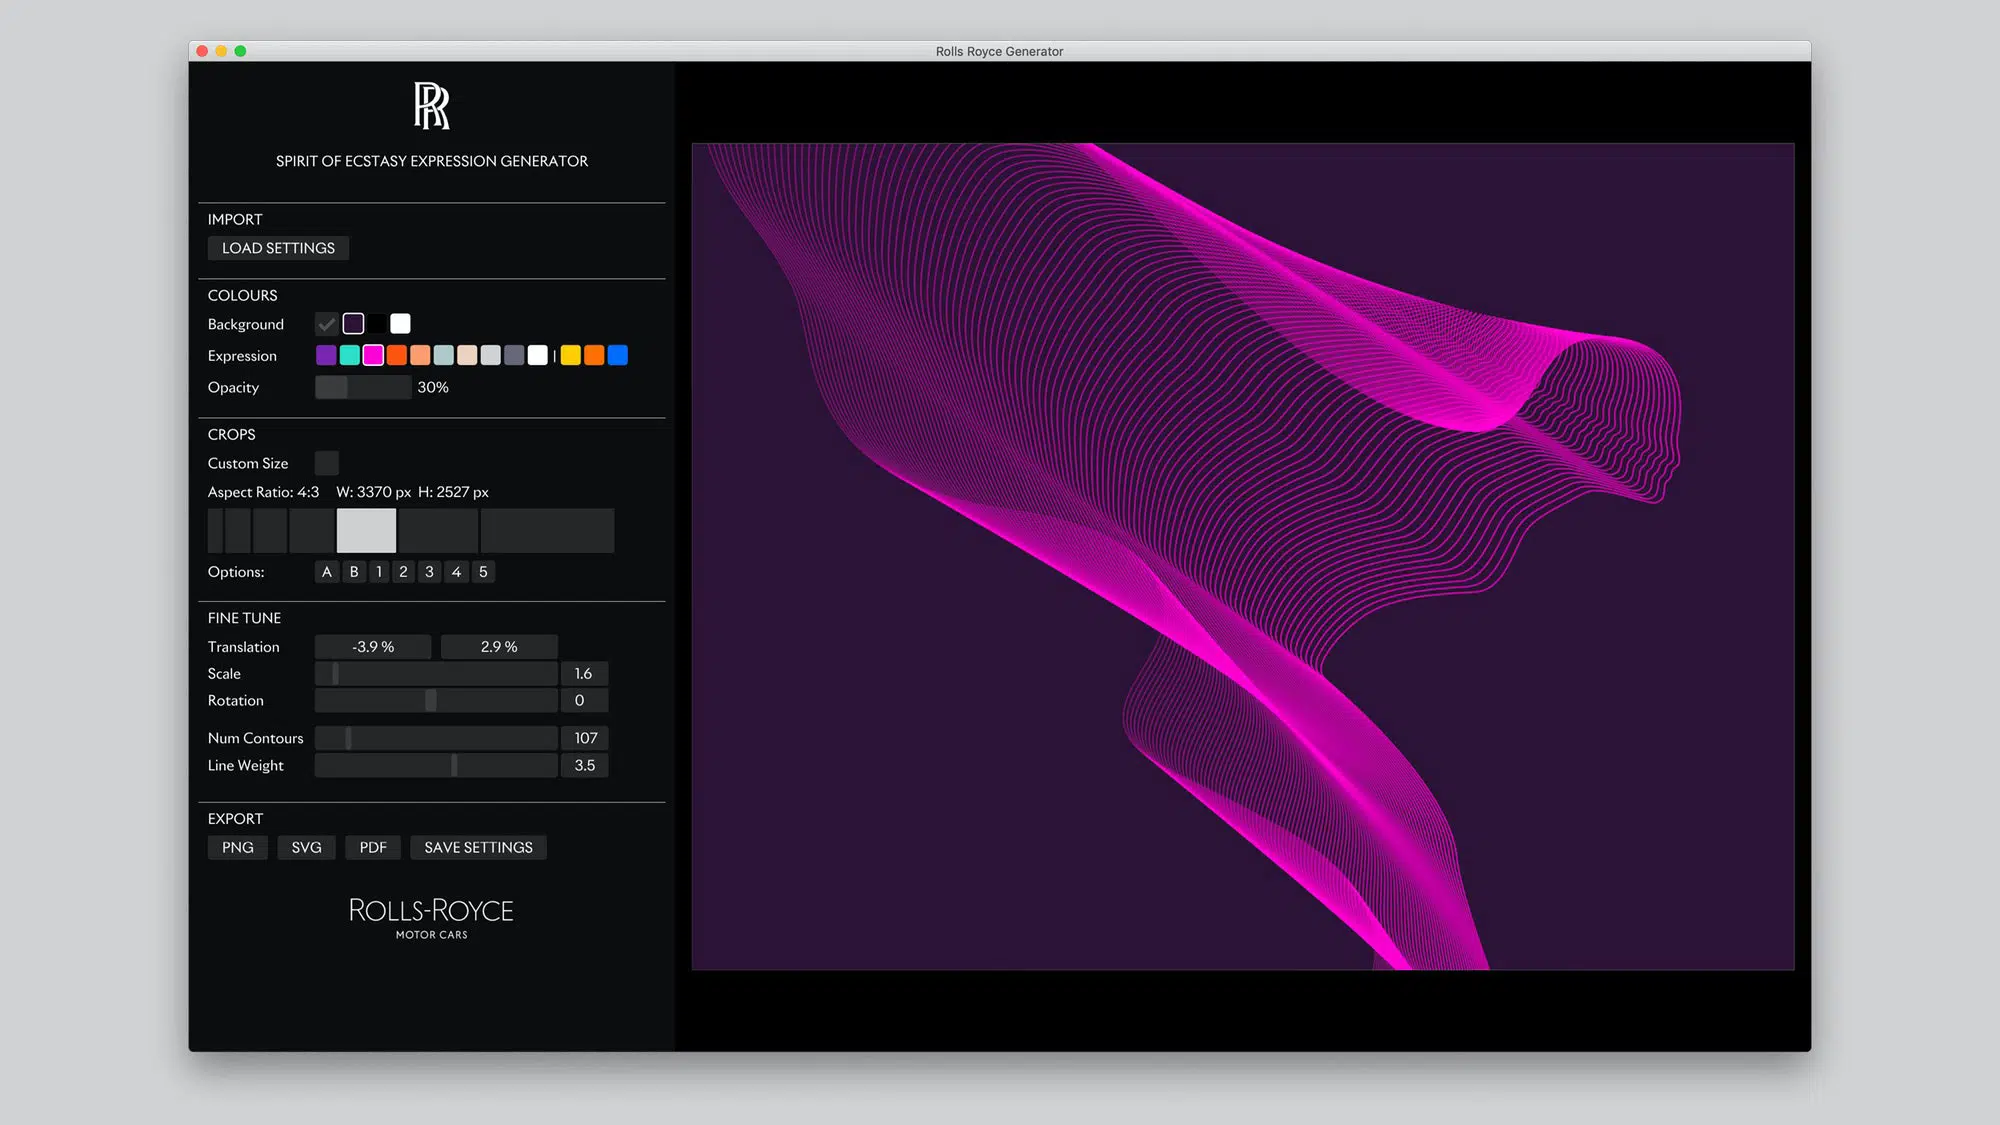 Rolls Royce Generator
RR
SPIRIT OF ECSTASY EXPRESSION GENERATOR
IMPORT
LOAD SETTINGS
COLOURS
Background
Expression |
Opacity 30%
CROPS
Custom Size
Aspect Ratio: 4:3 W: 3370 px H: 2527 px
Options: A B 1 2 3 4 5
FINE TUNE
Translation -3.9 % 2.9 %
Scale 1.6
Rotation 0
Num Contours 107
Line Weight 3.5
EXPORT
PNG SVG PDF SAVE SETTINGS
ROLLS-ROYCE
MOTOR CARS